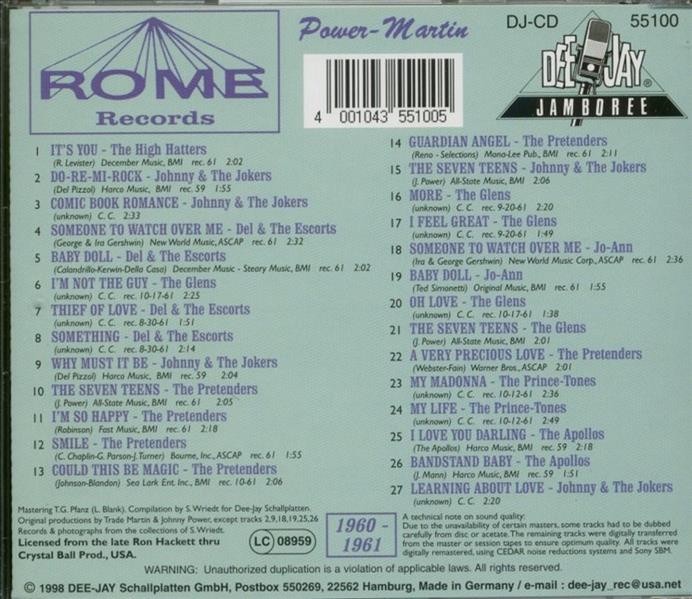 ROME
Records
Power-Martin
DJ-CD 55100
DEE JAY
JAMBOREE
4 001043 551005
1 IT'S YOU - The High Hatters
(R. Levister) December Music, BMI rec. 61 2:02
2 DO-RE-MI-ROCK - Johnny & The Jokers
(Del Pizzol) Harco Music, BMI rec. 59 1:55
3 COMIC BOOK ROMANCE - Johnny & The Jokers
(unknown) C. C. 2:33
4 SOMEONE TO WATCH OVER ME - Del & The Escorts
(George & Ira Gershwin) New World Music, ASCAP rec. 61 2:32
5 BABY DOLL - Del & The Escorts
(Calandrillo-Kerwin-Della Casa) December Music - Steary Music, BMI rec. 61 2:02
6 I'M NOT THE GUY - The Glens
(unknown) C. C. rec. 10-17-61 2:25
7 THIEF OF LOVE - Del & The Escorts
(unknown) C. C. rec. 8-30-61 1:51
8 SOMETHING - Del & The Escorts
(unknown) C. C. rec. 8-30-61 2:14
9 WHY MUST IT BE - Johnny & The Jokers
(Del Pizzol) Harco Music, BMI rec. 59 2:04
10 THE SEVEN TEENS - The Pretenders
(J. Power) All-State Music, BMI rec. 61 2:05
11 I'M SO HAPPY - The Pretenders
(Robinson) Fast Music, BMI rec. 61 2:18
12 SMILE - The Pretenders
(C. Chaplin-G. Parson-J.Turner) Bourne, Inc., ASCAP rec. 61 1:55
13 COULD THIS BE MAGIC - The Pretenders
(Johnson-Blandon) Sea Lark Ent. Inc., BMI rec. 10-61 2:06
14 GUARDIAN ANGEL - The Pretenders
(Reno - Selections) Mono-Lee Pub., BMI rec. 61 2:11
15 THE SEVEN TEENS - Johnny & The Jokers
(J. Power) All-State Music, BMI 2:06
16 MORE - The Glens
(unknown) C. C. rec. 9-20-61 2:20
17 I FEEL GREAT - The Glens
(unknown) C. C. rec. 9-20-61 1:49
18 SOMEONE TO WATCH OVER ME - Jo-Ann
(Ira & George Gershwin) New World Music Corp., ASCAP rec. 61 2:36
19 BABY DOLL - Jo-Ann
(Ted Simonetti) Original Music, BMI rec. 61 1:55
20 OH LOVE - The Glens
(unknown) C. C. rec. 10-17-61 1:38
21 THE SEVEN TEENS - The Glens
(J. Power) All-State Music, BMI 2:01
22 A VERY PRECIOUS LOVE - The Pretenders
(Webster-Fain) Warner Bros., ASCAP 2:01
23 MY MADONNA - The Prince-Tones
(unknown) C. C. rec. 10-12-61 2:36
24 MY LIFE - The Prince-Tones
(unknown) C. C. rec. 10-12-61 2:49
25 I LOVE YOU DARLING - The Apollos
(The Apollos) Harco Music, BMI rec. 59 2:18
26 BANDSTAND BABY - The Apollos
(J. Mann) Harco Music, BMI rec. 59 1:51
27 LEARNING ABOUT LOVE - Johnny & The Jokers
(unknown) C. C. 2:20
Mastering T.G. Pfanz (L. Blank). Compilation by S. Wriedt for Dee-Jay Schallplatten.
Original productions by Trade Martin & Johnny Power, except tracks 2,9,18,19,25,26
Records & photographs from the collections of S. Wriedt.
Licensed from the late Ron Hackett thru
Crystal Ball Prod., USA.
LC 08959
1960 -
1961
A technical note on sound quality:
Due to the unavailability of certain masters, some tracks had to be dubbed
carefully from disc or acetate. The remaining tracks were digitally transferred
from the master or session tapes to ensure optimum quality. All tracks were
digitally remastered, using CEDAR noise reductions systems and Sony SBM.
WARNING: Unauthorized duplication is a violation of applicable laws. All rights reserved.
© 1998 DEE-JAY Schallplatten GmbH, Postbox 550269, 22562 Hamburg, Made in Germany / e-mail : dee-jay_rec@usa.net